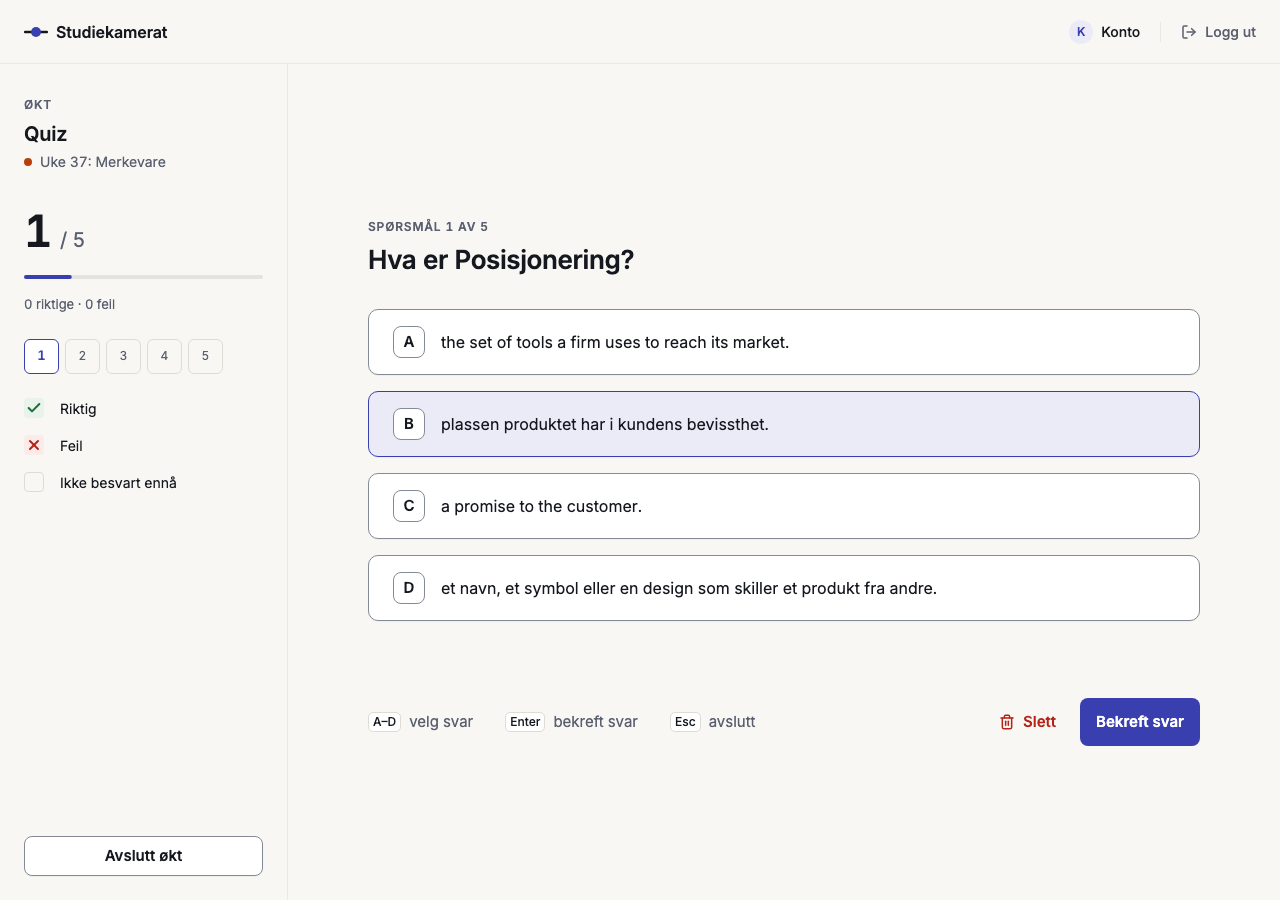 Studiekamerat
K Konto
Logg ut
ØKT
Quiz
Uke 37: Merkevare
1 / 5
0 riktige · 0 feil
1 2 3 4 5
Riktig
Feil
Ikke besvart ennå
Avslutt økt
SPØRSMÅL 1 AV 5
Hva er Posisjonering?
A the set of tools a firm uses to reach its market.
B plassen produktet har i kundens bevissthet.
C a promise to the customer.
D et navn, et symbol eller en design som skiller et produkt fra andre.
A–D velg svar Enter bekreft svar Esc avslutt
Slett
Bekreft svar